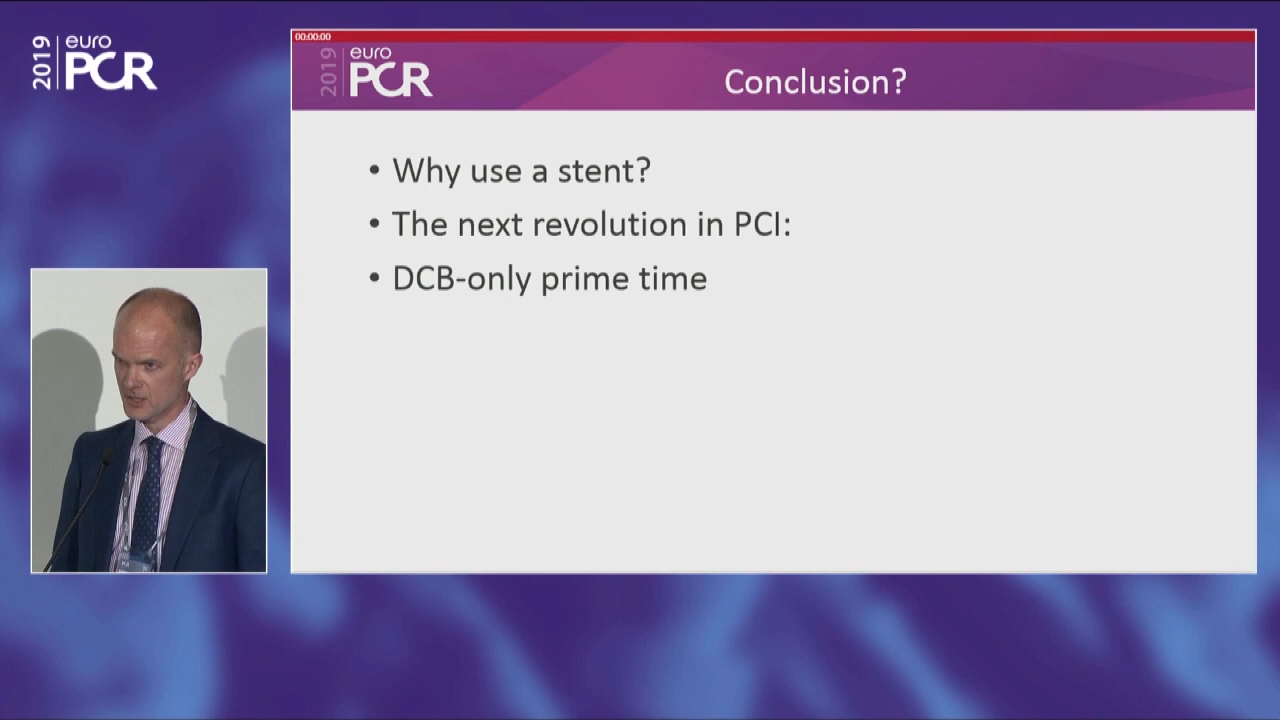 2019
euro
PCR
00:00:00
2019
euro
PCR
Conclusion?
• Why use a stent?
• The next revolution in PCI:
• DCB-only prime time